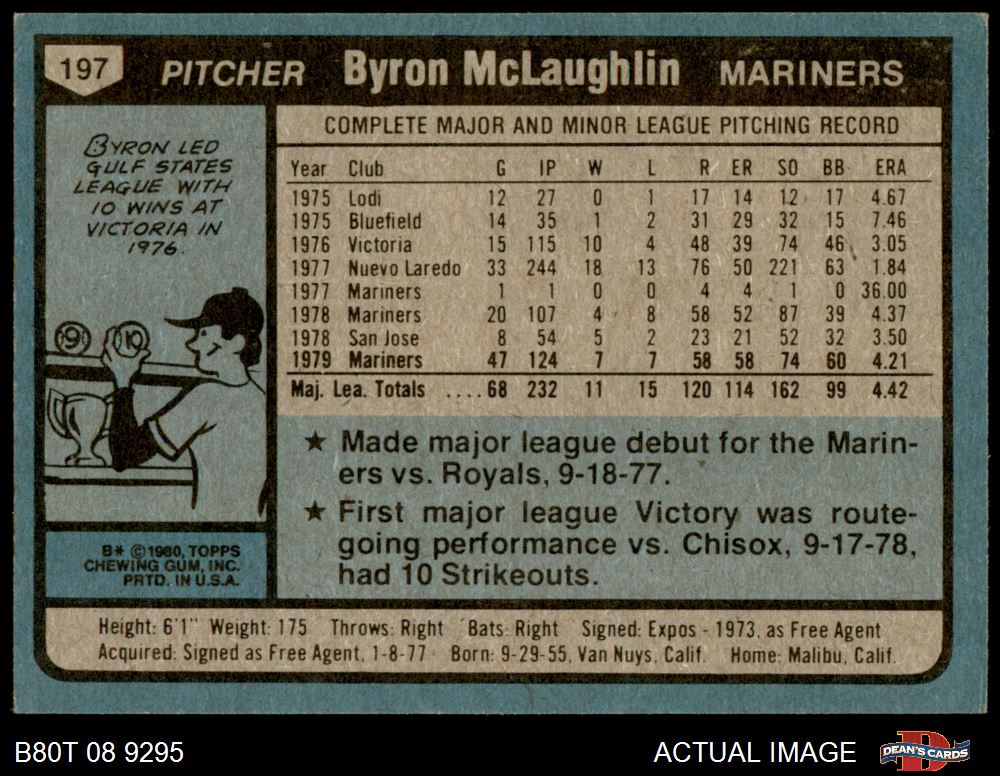 197 PITCHER Byron McLaughlin MARINERS
BYRON LED
GULF STATES
LEAGUE WITH
10 WINS AT
VICTORIA IN
1976.
9 10
B* © 1980, TOPPS
CHEWING GUM, INC.
PRTD. IN U.S.A.
COMPLETE MAJOR AND MINOR LEAGUE PITCHING RECORD
Year Club G IP W L R ER SO BB ERA
1975 Lodi 12 27 0 1 17 14 12 17 4.67
1975 Bluefield 14 35 1 2 31 29 32 15 7.46
1976 Victoria 15 115 10 4 48 39 74 46 3.05
1977 Nuevo Laredo 33 244 18 13 76 50 221 63 1.84
1977 Mariners 1 1 0 0 4 4 1 0 36.00
1978 Mariners 20 107 4 8 58 52 87 39 4.37
1978 San Jose 8 54 5 2 23 21 52 32 3.50
1979 Mariners 47 124 7 7 58 58 74 60 4.21
Maj. Lea. Totals ....68 232 11 15 120 114 162 99 4.42
★ Made major league debut for the Marin-
ers vs. Royals, 9-18-77.
★ First major league Victory was route-
going performance vs. Chisox, 9-17-78,
had 10 Strikeouts.
Height: 6'1" Weight: 175 Throws: Right Bats: Right Signed: Expos - 1973, as Free Agent
Acquired: Signed as Free Agent, 1-8-77 Born: 9-29-55, Van Nuys, Calif. Home: Malibu, Calif.
B80T 08 9295 ACTUAL IMAGE D DEAN'S CARDS